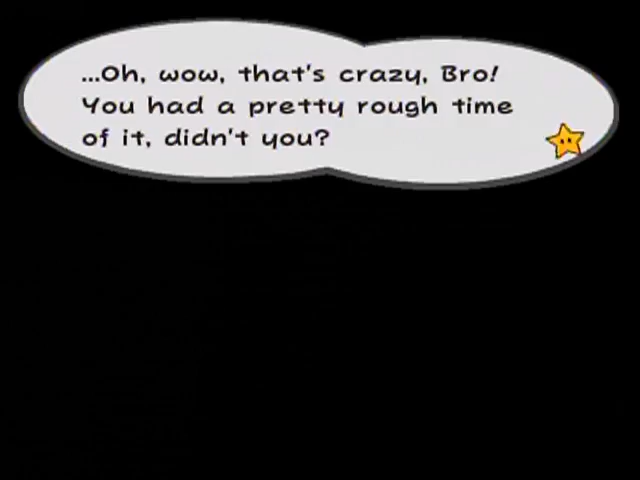 ...Oh, wow, that's crazy, Bro!
You had a pretty rough time
of it, didn't you?